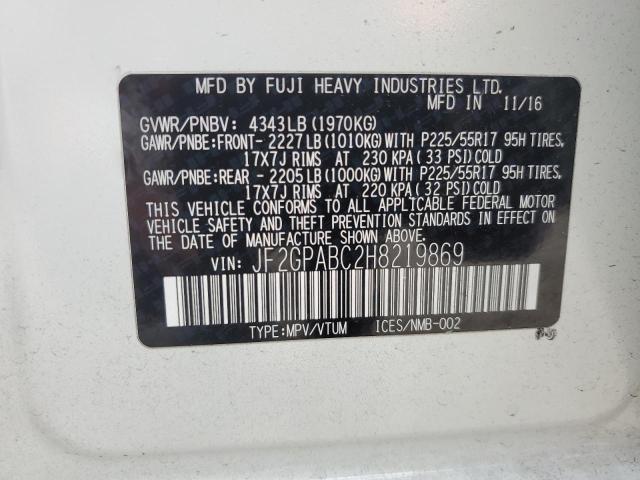 MFD BY FUJI HEAVY INDUSTRIES LTD.
MFD IN 11/16
GVWR/PNBV: 4343LB (1970KG)
GAWR/PNBE:FRONT- 2227LB(1010KG)WITH P225/55R17 95H TIRES,
17X7J RIMS AT 230 KPA (33 PSI)COLD
GAWR/PNBE:REAR - 2205LB(1000KG)WITH P225/55R17 95H TIRES,
17X7J RIMS AT 220 KPA (32 PSI)COLD
THIS VEHICLE CONFORMS TO ALL APPLICABLE FEDERAL MOTOR
VEHICLE SAFETY AND THEFT PREVENTION STANDARDS IN EFFECT ON
THE DATE OF MANUFACTURE SHOWN ABOVE.
VIN: JF2GPABC2H8219869
TYPE:MPV/VTUM ICES/NMB-002